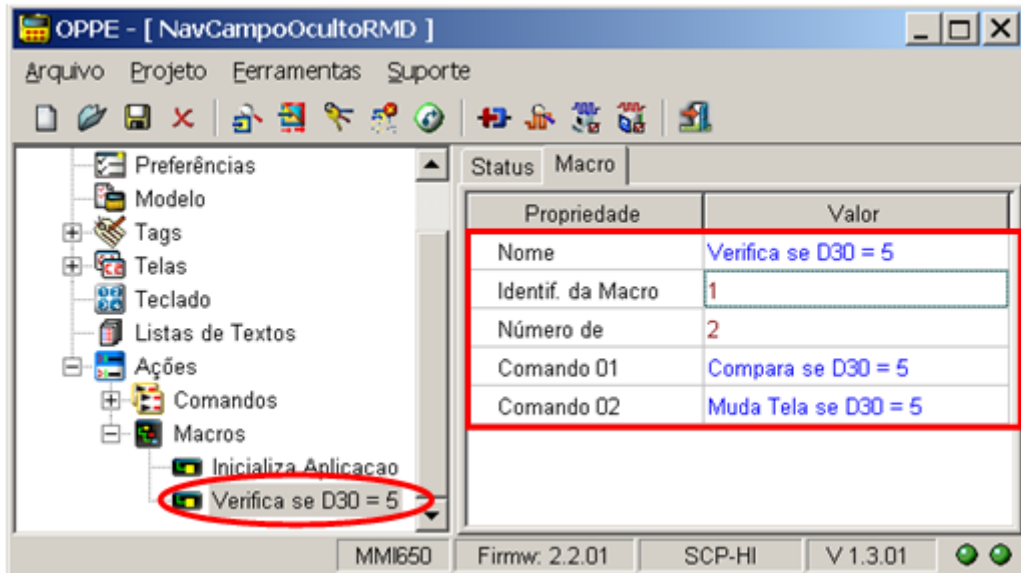 OPPE - [ NavCampoOcultoRMD ]
Arquivo Projeto Ferramentas Suporte
Preferências
Modelo
Tags
Telas
Teclado
Listas de Textos
Ações
Comandos
Macros
Inicializa Aplicacao
Verifica se D30 = 5
Status Macro
Propriedade Valor
Nome Verifica se D30 = 5
Identif. da Macro 1
Número de 2
Comando 01 Compara se D30 = 5
Comando 02 Muda Tela se D30 = 5
MMI650 Firmw: 2.2.01 SCP-HI V 1.3.01